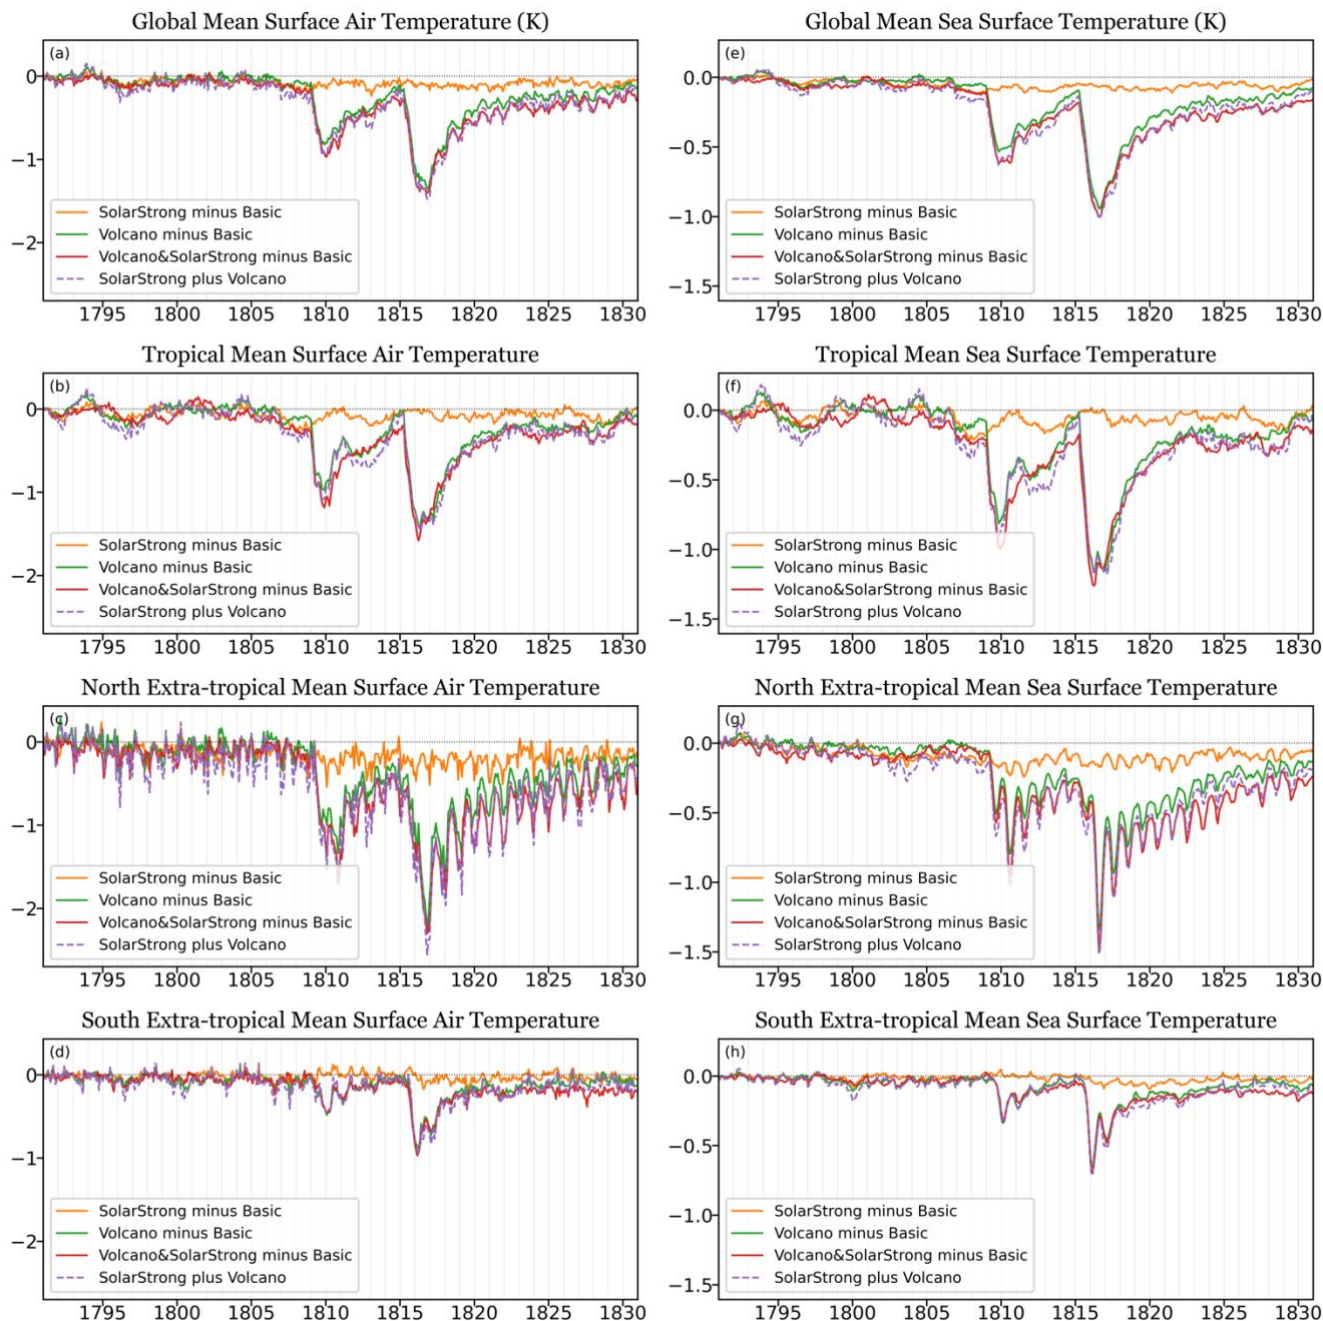 Global Mean Surface Air Temperature (K)
(a)
0
−1
−2
SolarStrong minus Basic
Volcano minus Basic
Volcano&SolarStrong minus Basic
SolarStrong plus Volcano
1795 1800 1805 1810 1815 1820 1825 1830
Global Mean Sea Surface Temperature (K)
(e)
0.0
−0.5
−1.0
−1.5
SolarStrong minus Basic
Volcano minus Basic
Volcano&SolarStrong minus Basic
SolarStrong plus Volcano
1795 1800 1805 1810 1815 1820 1825 1830
Tropical Mean Surface Air Temperature
(b)
0
−1
−2
SolarStrong minus Basic
Volcano minus Basic
Volcano&SolarStrong minus Basic
SolarStrong plus Volcano
1795 1800 1805 1810 1815 1820 1825 1830
Tropical Mean Sea Surface Temperature
(f)
0.0
−0.5
−1.0
−1.5
SolarStrong minus Basic
Volcano minus Basic
Volcano&SolarStrong minus Basic
SolarStrong plus Volcano
1795 1800 1805 1810 1815 1820 1825 1830
North Extra-tropical Mean Surface Air Temperature
(c)
0
−1
−2
SolarStrong minus Basic
Volcano minus Basic
Volcano&SolarStrong minus Basic
SolarStrong plus Volcano
1795 1800 1805 1810 1815 1820 1825 1830
North Extra-tropical Mean Sea Surface Temperature
(g)
0.0
−0.5
−1.0
−1.5
SolarStrong minus Basic
Volcano minus Basic
Volcano&SolarStrong minus Basic
SolarStrong plus Volcano
1795 1800 1805 1810 1815 1820 1825 1830
South Extra-tropical Mean Surface Air Temperature
(d)
0
−1
−2
SolarStrong minus Basic
Volcano minus Basic
Volcano&SolarStrong minus Basic
SolarStrong plus Volcano
1795 1800 1805 1810 1815 1820 1825 1830
South Extra-tropical Mean Sea Surface Temperature
(h)
0.0
−0.5
−1.0
−1.5
SolarStrong minus Basic
Volcano minus Basic
Volcano&SolarStrong minus Basic
SolarStrong plus Volcano
1795 1800 1805 1810 1815 1820 1825 1830